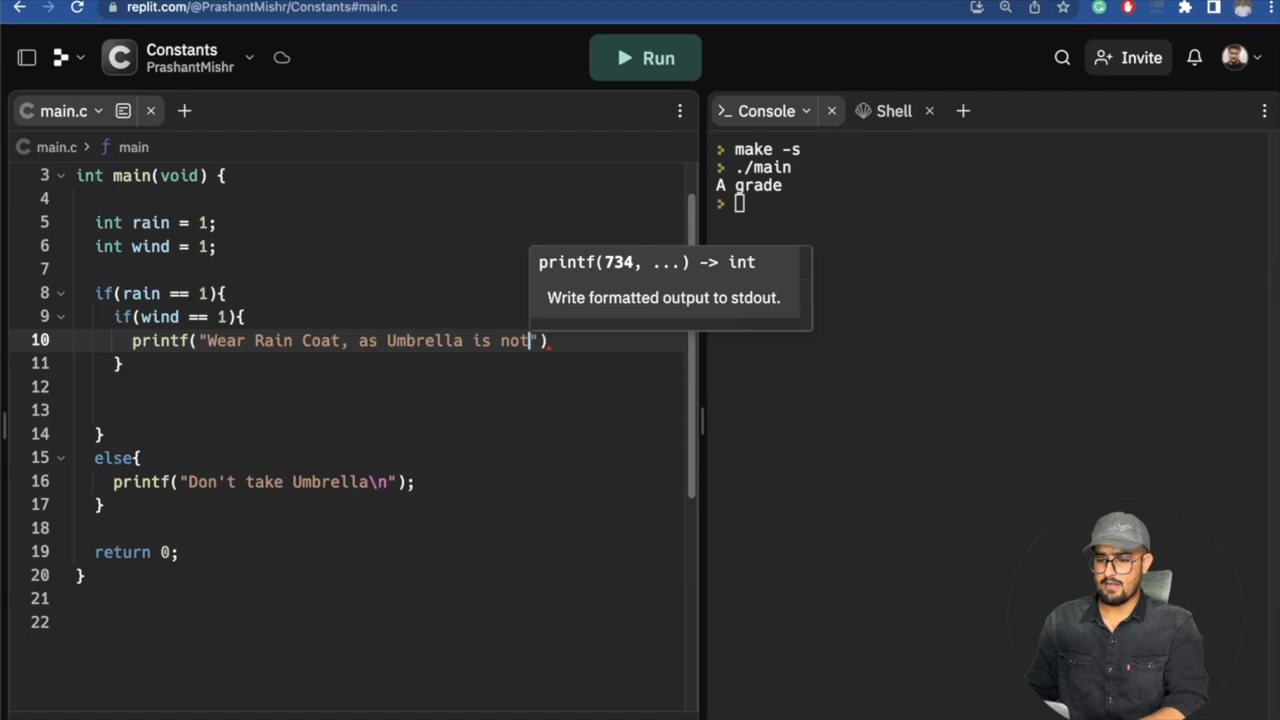 replit.com/@PrashantMishr/Constants#main.c
Constants
PrashantMishr
Run
Invite
main.c
Console
Shell
main.c > main
make -s
./main
A grade
3 int main(void) {
4
5 int rain = 1;
6 int wind = 1;
7
8 if(rain == 1){
9 if(wind == 1){
10 printf("Wear Rain Coat, as Umbrella is not")
11 }
12
13
14 }
15 else{
16 printf("Don't take Umbrella\n");
17 }
18
19 return 0;
20 }
21
22
printf(734, ...) -> int
Write formatted output to stdout.